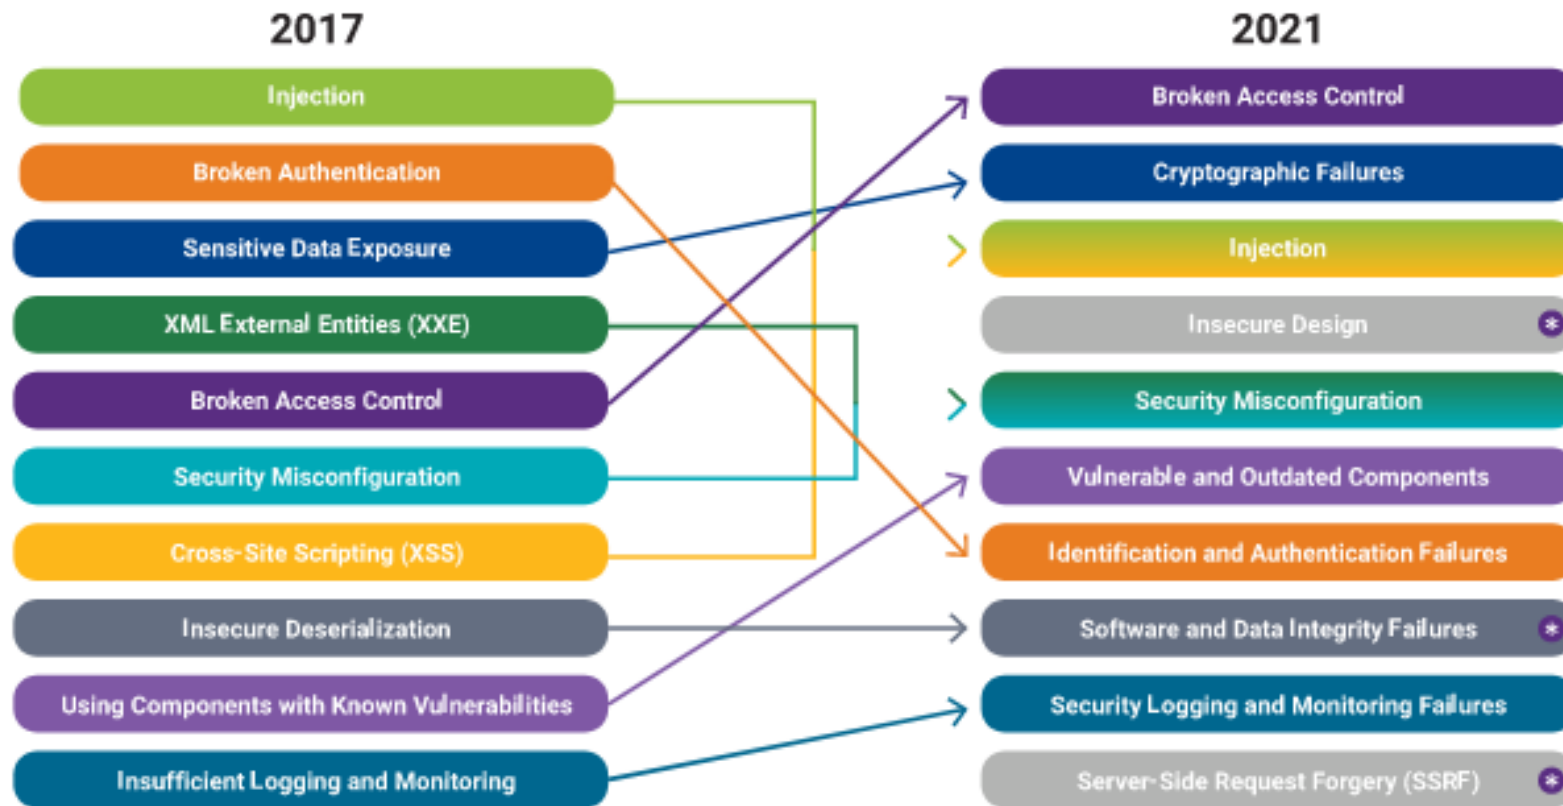 2017
Injection
Broken Authentication
Sensitive Data Exposure
XML External Entities (XXE)
Broken Access Control
Security Misconfiguration
Cross-Site Scripting (XSS)
Insecure Deserialization
Using Components with Known Vulnerabilities
Insufficient Logging and Monitoring
2021
Broken Access Control
Cryptographic Failures
Injection
Insecure Design *
Security Misconfiguration
Vulnerable and Outdated Components
Identification and Authentication Failures
Software and Data Integrity Failures *
Security Logging and Monitoring Failures
Server-Side Request Forgery (SSRF) *